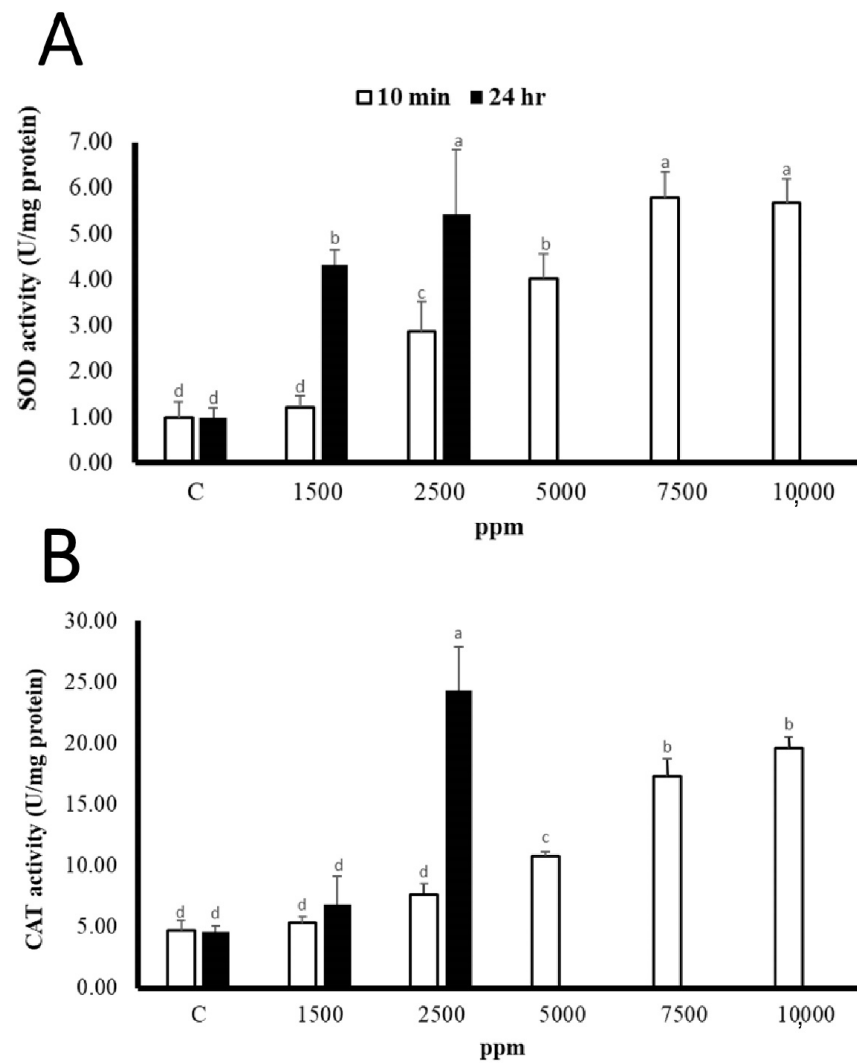 A
10 min 24 hr
SOD activity (U/mg protein)
7.00
6.00
5.00
4.00
3.00
2.00
1.00
0.00
d d d b c a b a a
C 1500 2500 5000 7500 10,000
ppm
B
CAT activity (U/mg protein)
30.00
25.00
20.00
15.00
10.00
5.00
0.00
d d d d d a c b b
C 1500 2500 5000 7500 10,000
ppm